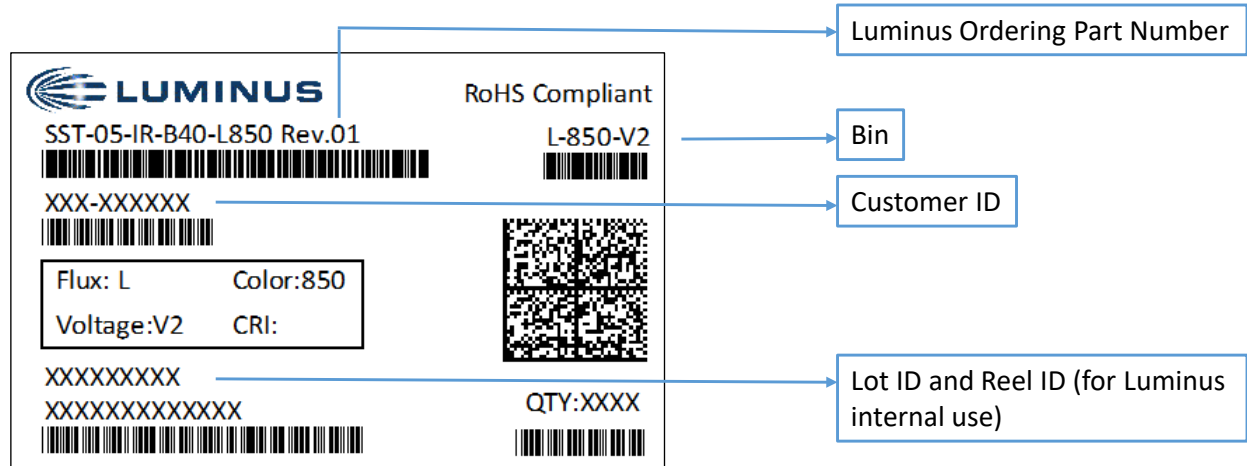 Luminus Ordering Part Number
LUMINUS
RoHS Compliant
SST-05-IR-B40-L850 Rev.01
L-850-V2
Bin
XXX-XXXXXX
Customer ID
Flux: L
Color:850
Voltage:V2
CRI:
XXXXXXXXX
Lot ID and Reel ID (for Luminus
internal use)
XXXXXXXXXXXXX
QTY:XXXX